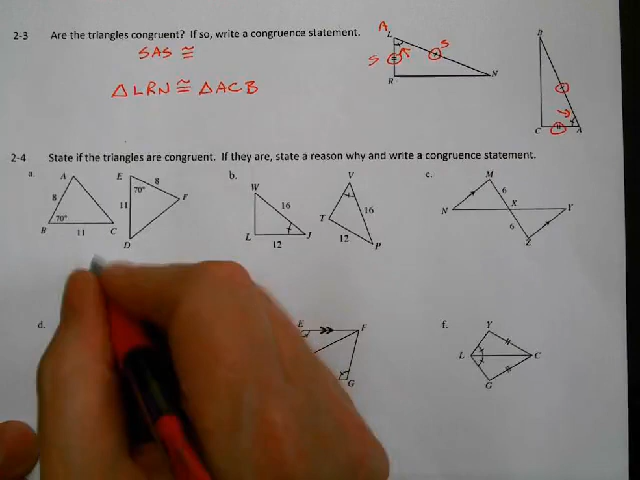 2-3 Are the triangles congruent? If so, write a congruence statement.
SAS ≅
△LRN ≅ △ACB
A
L
S
A
S
R
N
B
C
A
2-4 State if the triangles are congruent. If they are, state a reason why and write a congruence statement.
a.
A
8
70°
B
11
C
E
8
70°
11
F
D
b.
W
16
L
12
J
V
16
T
12
P
c.
M
6
N
X
Y
6
Z
d.
E
F
G
f.
Y
L
C
G